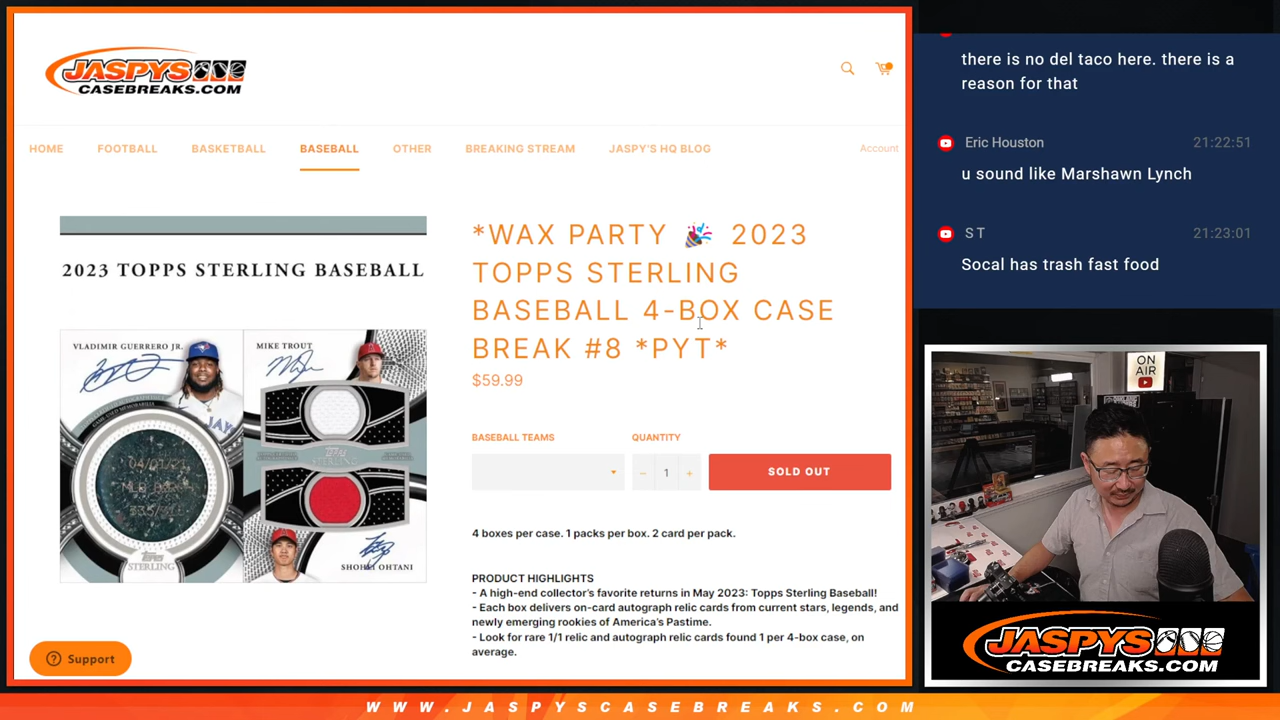 JASPYS
CASEBREAKS.COM
HOME FOOTBALL BASKETBALL BASEBALL OTHER BREAKING STREAM JASPY'S HQ BLOG Account
2023 TOPPS STERLING BASEBALL
VLADIMIR GUERRERO JR.
MIKE TROUT
TOPPS
STERLING
STERLING
SHOHEI OHTANI
*WAX PARTY 🎉 2023
TOPPS STERLING
BASEBALL 4-BOX CASE
BREAK #8 *PYT*
$59.99
BASEBALL TEAMS QUANTITY
− 1 + SOLD OUT
4 boxes per case. 1 packs per box. 2 card per pack.
PRODUCT HIGHLIGHTS
- A high-end collector's favorite returns in May 2023: Topps Sterling Baseball!
- Each box delivers on-card autograph relic cards from current stars, legends, and
newly emerging rookies of America's Pastime.
- Look for rare 1/1 relic and autograph relic cards found 1 per 4-box case, on
average.
Support
there is no del taco here. there is a
reason for that
Eric Houston 21:22:51
u sound like Marshawn Lynch
S T 21:23:01
Socal has trash fast food
ON
AIR
JASPYS
CASEBREAKS.COM
WWW.JASPYSCASEBREAKS.COM